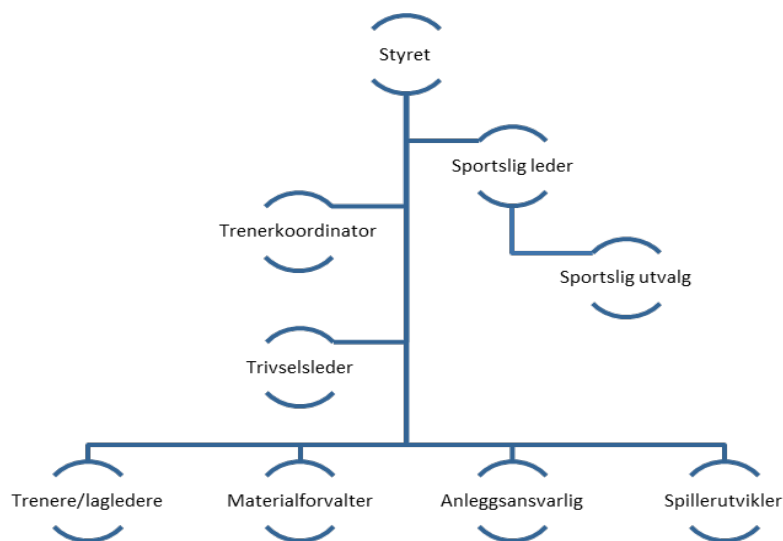 Styret
Sportslig leder
Trenerkoordinator
Sportslig utvalg
Trivselsleder
Trenere/lagledere
Materialforvalter
Anleggsansvarlig
Spillerutvikler